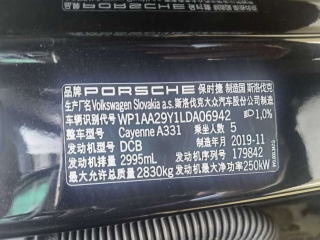 品牌 PORSCHE 保时捷 制造国 斯洛伐克
生产厂名 Volkswagen Slovakia a.s. 斯洛伐克大众汽车股份公司 制造
车辆识别代号 WP1AA29Y1LDA06942 1,0%
整车型号 Cayenne A331 乘坐人数 5
发动机型号 DCB 制造年月 2019-11
发动机排量 2995mL 发动机序列号 179842
最大允许总质量 2830kg 发动机最大净功率 250kW